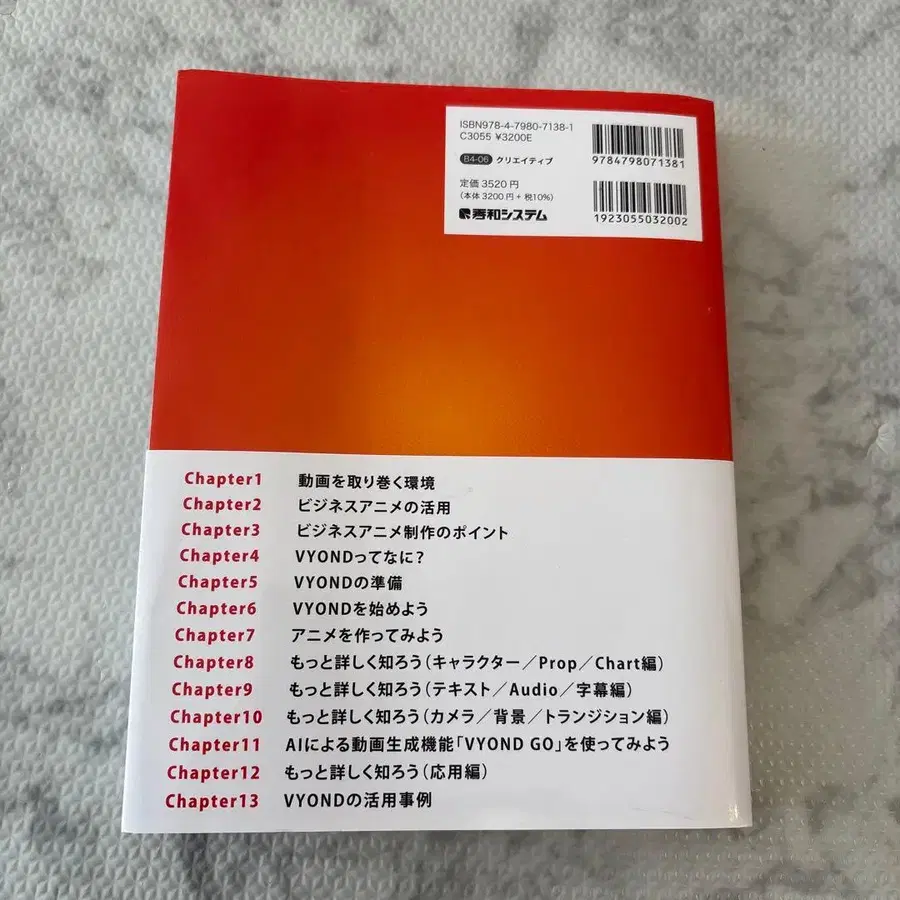 ISBN978-4-7980-7138-1
C3055 ¥3200E
9784798071381
B4-06 クリエイティブ
定価 3520 円
(本体 3200 円 + 税10%)
1923055032002
秀和システム
Chapter1 動画を取り巻く環境
Chapter2 ビジネスアニメの活用
Chapter3 ビジネスアニメ制作のポイント
Chapter4 VYONDってなに?
Chapter5 VYONDの準備
Chapter6 VYONDを始めよう
Chapter7 アニメを作ってみよう
Chapter8 もっと詳しく知ろう(キャラクター/Prop/Chart編)
Chapter9 もっと詳しく知ろう(テキスト/Audio/字幕編)
Chapter10 もっと詳しく知ろう(カメラ/背景/トランジション編)
Chapter11 AIによる動画生成機能「VYOND GO」を使ってみよう
Chapter12 もっと詳しく知ろう(応用編)
Chapter13 VYONDの活用事例